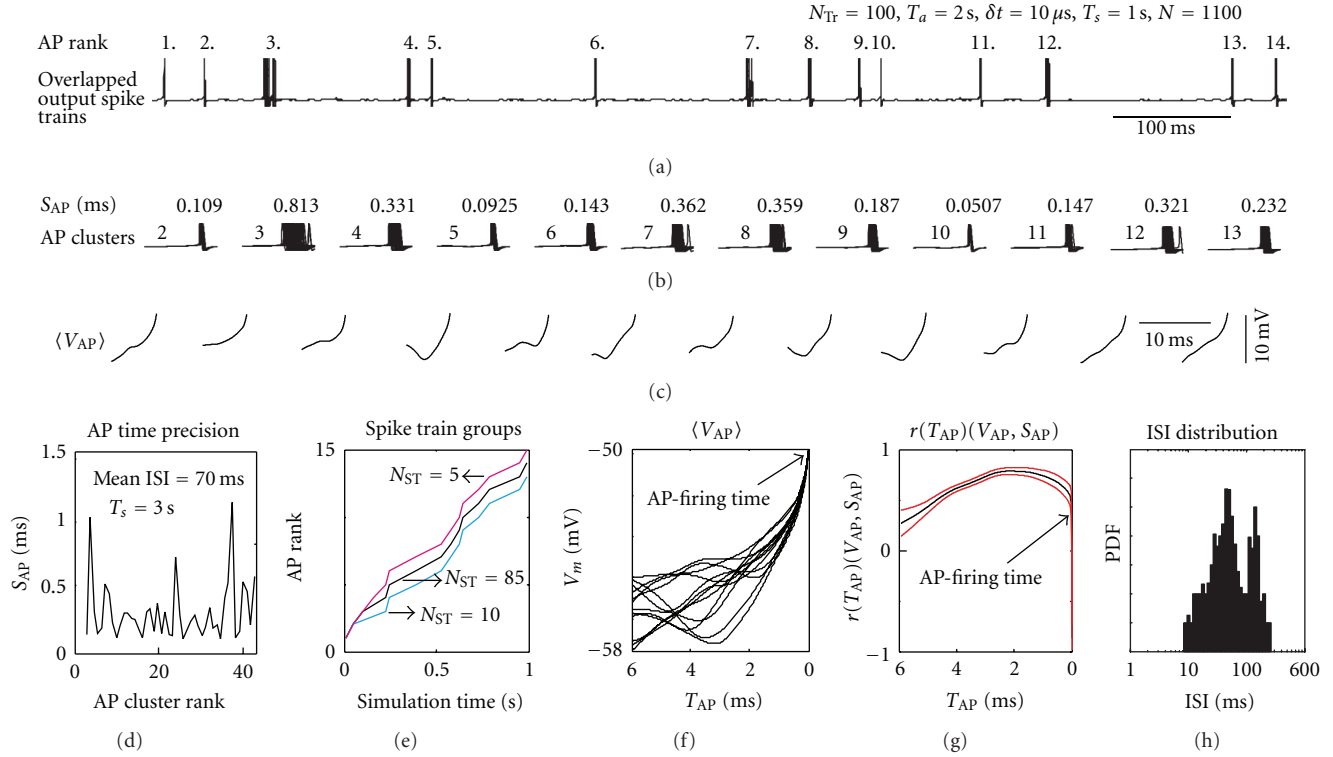 N_Tr = 100, T_a = 2 s, δt = 10 μs, T_s = 1 s, N = 1100
AP rank 1. 2. 3. 4. 5. 6. 7. 8. 9. 10. 11. 12. 13. 14.
Overlapped
output spike
trains
100 ms
(a)
S_AP (ms) 0.109 0.813 0.331 0.0925 0.143 0.362 0.359 0.187 0.0507 0.147 0.321 0.232
AP clusters 2 3 4 5 6 7 8 9 10 11 12 13
(b)
⟨V_AP⟩
10 ms
10 mV
(c)
AP time precision
Mean ISI = 70 ms
T_s = 3 s
S_AP (ms)
1.5
1
0.5
0
0 20 40
AP cluster rank
(d)
Spike train groups
N_ST = 5
N_ST = 85
N_ST = 10
AP rank
15
0 0.5 1
Simulation time (s)
(e)
⟨V_AP⟩
AP-firing time
V_m (mV)
−50
−58
6 4 2 0
T_AP (ms)
(f)
r(T_AP)(V_AP, S_AP)
AP-firing time
r(T_AP)(V_AP, S_AP)
1
0
−1
6 4 2 0
T_AP (ms)
(g)
ISI distribution
PDF
1 10 100 600
ISI (ms)
(h)